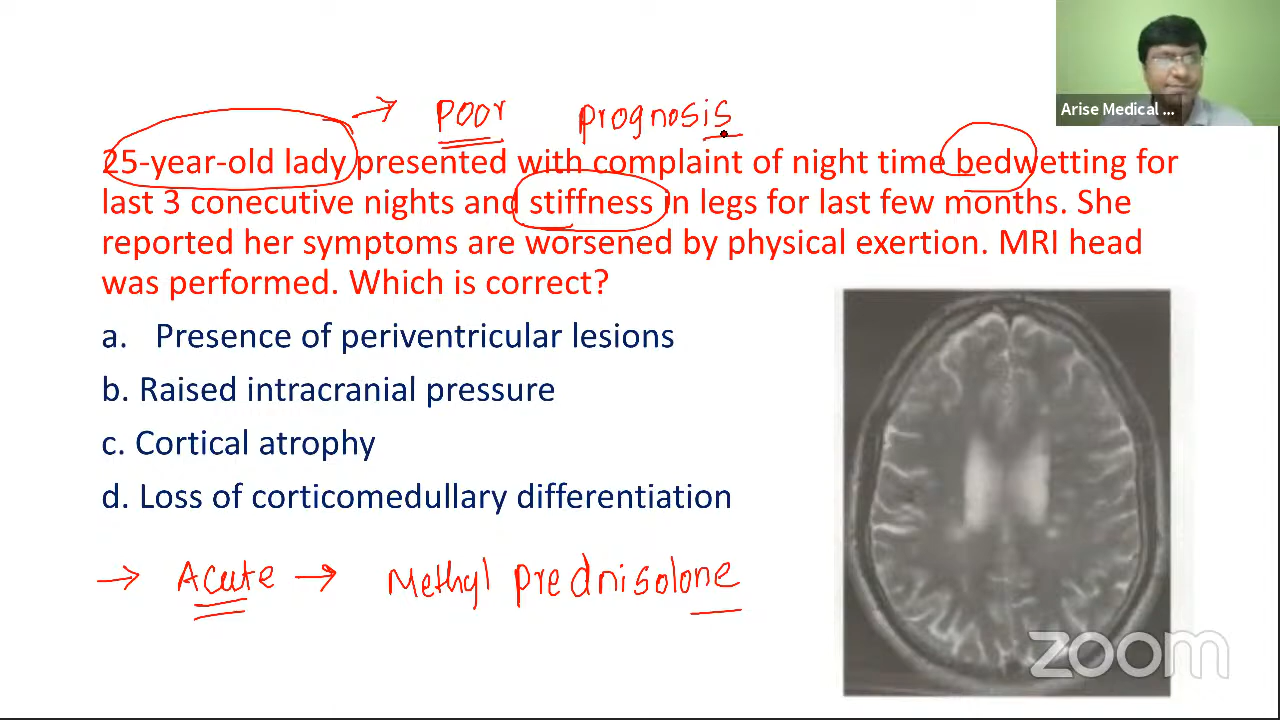 Arise Medical ...
Poor prognosis
25-year-old lady presented with complaint of night time bedwetting for
last 3 conecutive nights and stiffness in legs for last few months. She
reported her symptoms are worsened by physical exertion. MRI head
was performed. Which is correct?
a. Presence of periventricular lesions
b. Raised intracranial pressure
c. Cortical atrophy
d. Loss of corticomedullary differentiation
→ Acute → Methyl prednisolone
zoom